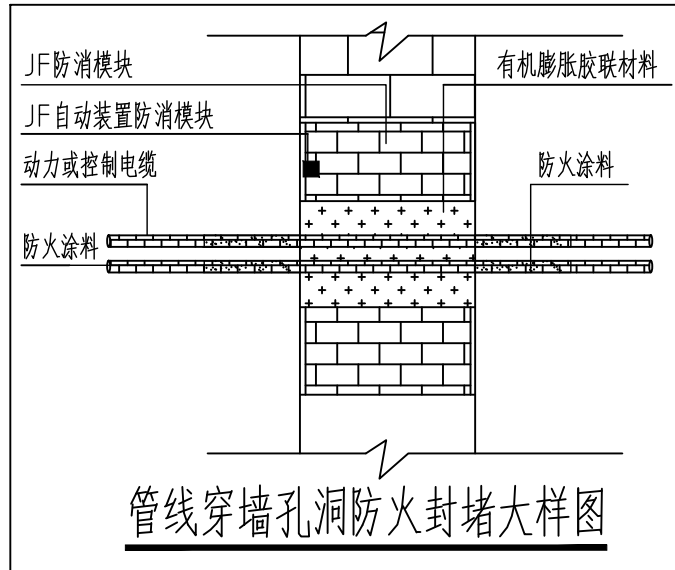 JF防消模块
有机膨胀胶联材料
JF自动装置防消模块
动力或控制电缆
防火涂料
防火涂料
管线穿墙孔洞防火封堵大样图